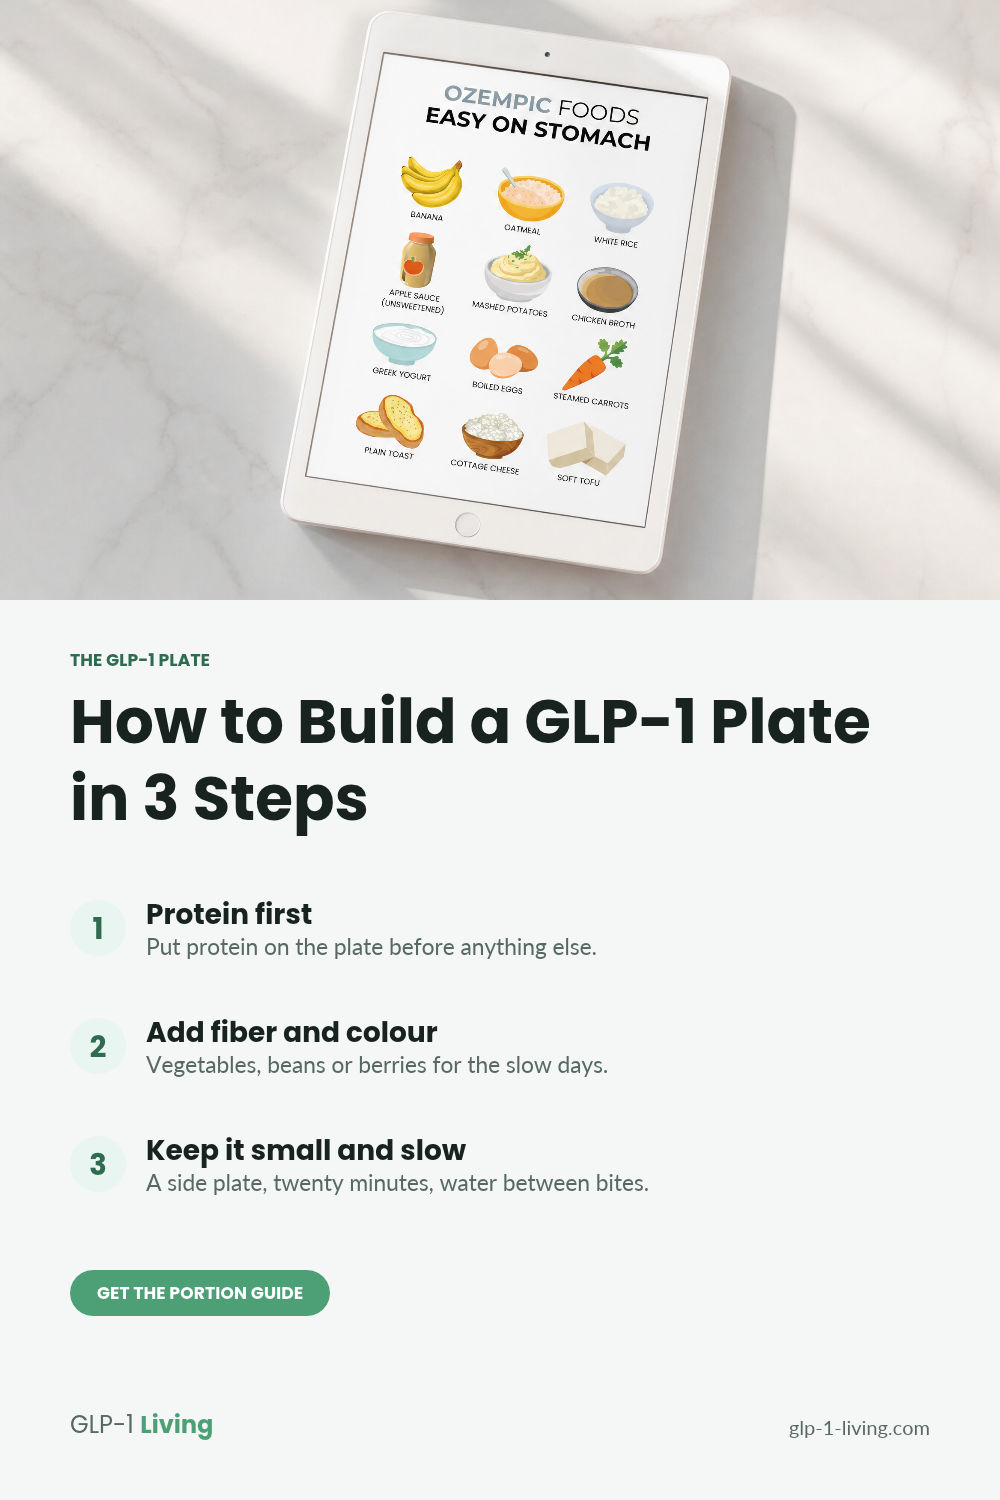 OZEMPIC FOODS
EASY ON STOMACH
BANANA
OATMEAL
WHITE RICE
APPLE SAUCE
(UNSWEETENED)
MASHED POTATOES
CHICKEN BROTH
GREEK YOGURT
BOILED EGGS
STEAMED CARROTS
PLAIN TOAST
COTTAGE CHEESE
SOFT TOFU
THE GLP-1 PLATE
How to Build a GLP-1 Plate
in 3 Steps
1
Protein first
Put protein on the plate before anything else.
2
Add fiber and colour
Vegetables, beans or berries for the slow days.
3
Keep it small and slow
A side plate, twenty minutes, water between bites.
GET THE PORTION GUIDE
GLP-1 Living
glp-1-living.com